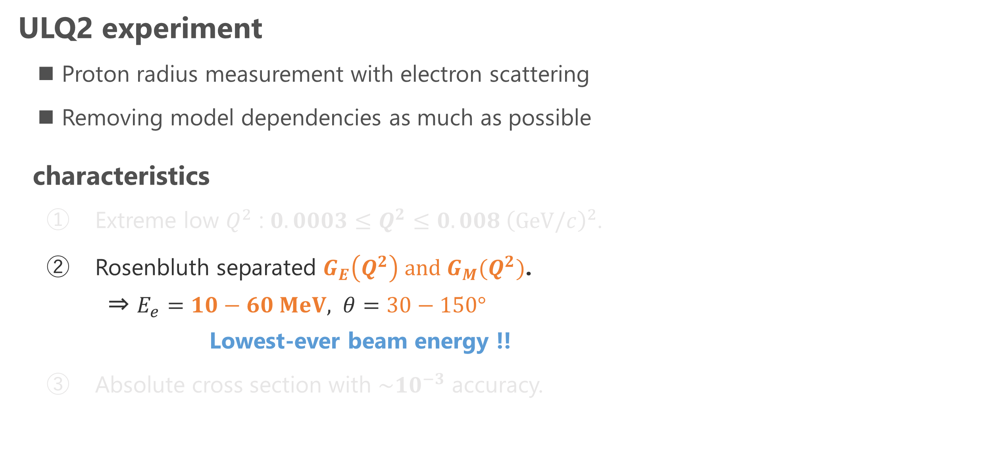 ULQ2 experiment
■ Proton radius measurement with electron scattering
■ Removing model dependencies as much as possible
characteristics
① Extreme low Q² : 0.0003 ≤ Q² ≤ 0.008 (GeV/c)².
② Rosenbluth separated G_E(Q²) and G_M(Q²).
⇒ E_e = 10 − 60 MeV, θ = 30 − 150°
Lowest-ever beam energy !!
③ Absolute cross section with ~10⁻³ accuracy.